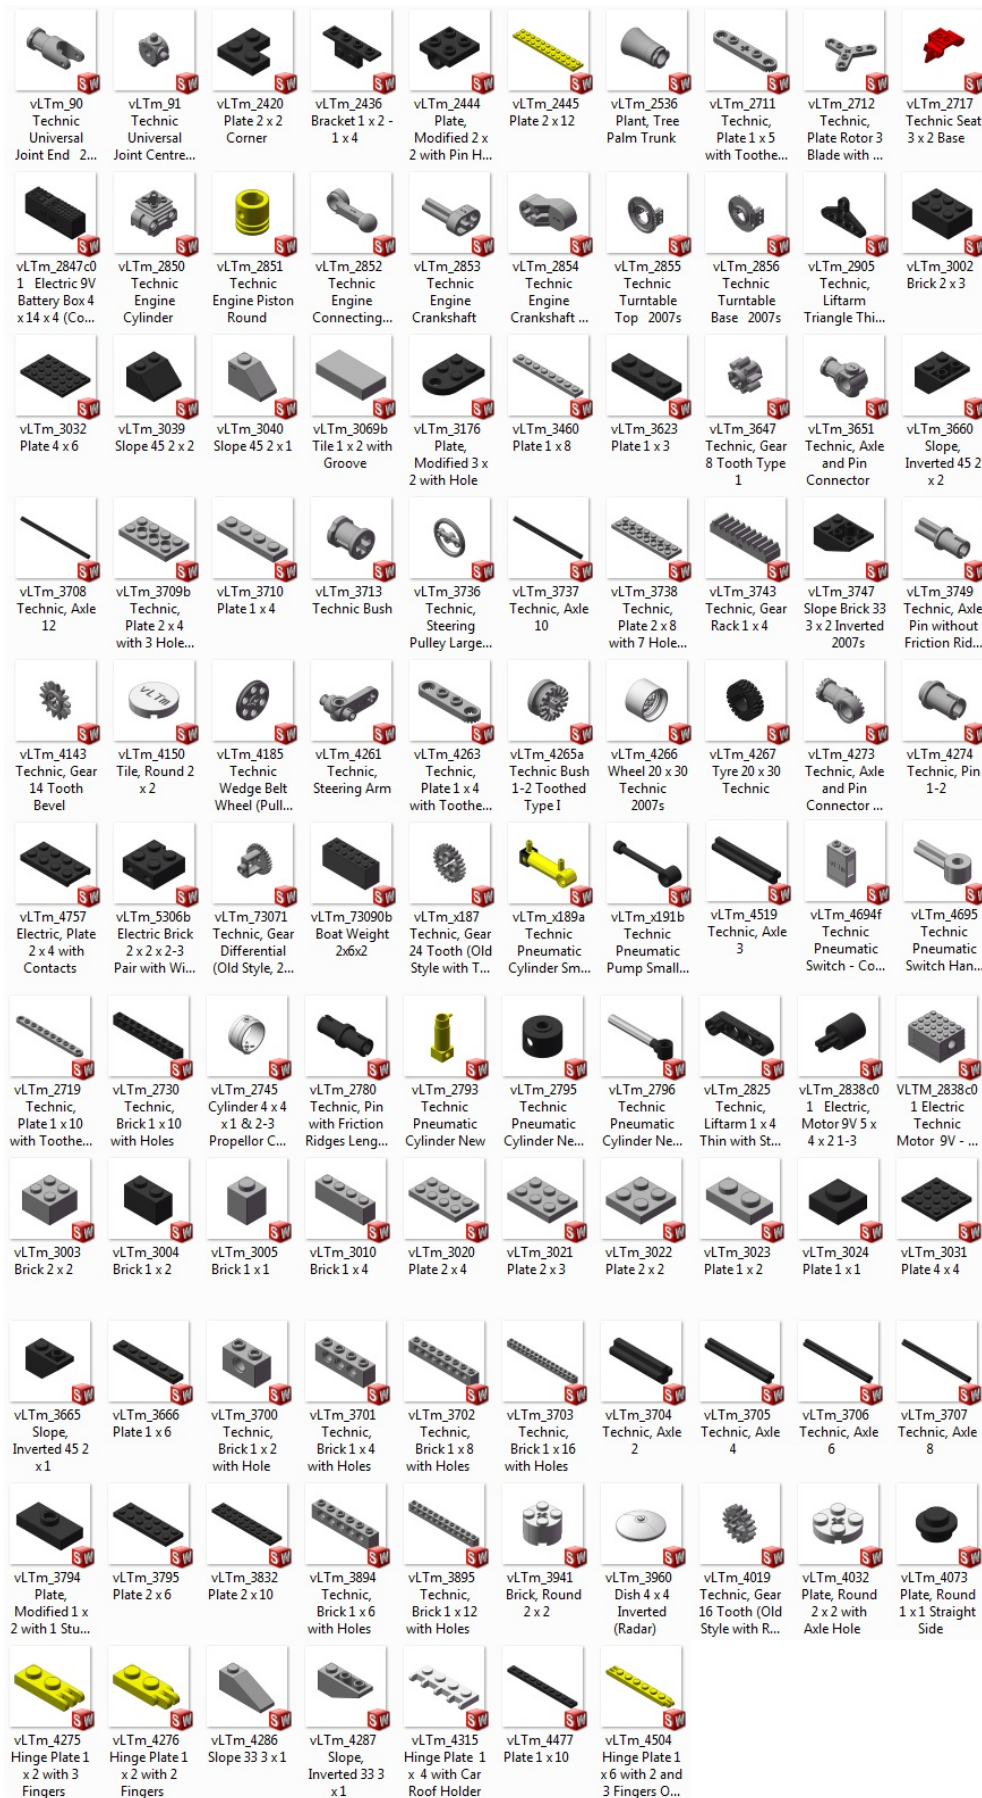 vLTm_90
Technic
Universal
Joint End 2...
vLTm_91
Technic
Universal
Joint Centre...
vLTm_2420
Plate 2 x 2
Corner
vLTm_2436
Bracket 1 x 2 -
1 x 4
vLTm_2444
Plate,
Modified 2 x
2 with Pin H...
vLTm_2445
Plate 2 x 12
vLTm_2536
Plant, Tree
Palm Trunk
vLTm_2711
Technic,
Plate 1 x 5
with Toothe...
vLTm_2712
Technic,
Plate Rotor 3
Blade with ...
vLTm_2717
Technic Seat
3 x 2 Base
vLTm_2847c0
1 Electric 9V
Battery Box 4
x 14 x 4 (Co...
vLTm_2850
Technic
Engine
Cylinder
vLTm_2851
Technic
Engine Piston
Round
vLTm_2852
Technic
Engine
Connecting...
vLTm_2853
Technic
Engine
Crankshaft
vLTm_2854
Technic
Engine
Crankshaft ...
vLTm_2855
Technic
Turntable
Top 2007s
vLTm_2856
Technic
Turntable
Base 2007s
vLTm_2905
Technic,
Liftarm
Triangle Thi...
vLTm_3002
Brick 2 x 3
vLTm_3032
Plate 4 x 6
vLTm_3039
Slope 45 2 x 2
vLTm_3040
Slope 45 2 x 1
vLTm_3069b
Tile 1 x 2 with
Groove
vLTm_3176
Plate,
Modified 3 x
2 with Hole
vLTm_3460
Plate 1 x 8
vLTm_3623
Plate 1 x 3
vLTm_3647
Technic, Gear
8 Tooth Type
1
vLTm_3651
Technic, Axle
and Pin
Connector
vLTm_3660
Slope,
Inverted 45 2
x 2
vLTm_3708
Technic, Axle
12
vLTm_3709b
Technic,
Plate 2 x 4
with 3 Hole...
vLTm_3710
Plate 1 x 4
vLTm_3713
Technic Bush
vLTm_3736
Technic,
Steering
Pulley Large...
vLTm_3737
Technic, Axle
10
vLTm_3738
Technic,
Plate 2 x 8
with 7 Hole...
vLTm_3743
Technic, Gear
Rack 1 x 4
vLTm_3747
Slope Brick 33
3 x 2 Inverted
2007s
vLTm_3749
Technic, Axle
Pin without
Friction Rid...
vLTm_4143
Technic, Gear
14 Tooth
Bevel
vLTm
vLTm_4150
Tile, Round 2
x 2
vLTm_4185
Technic
Wedge Belt
Wheel (Pull...
vLTm_4261
Technic,
Steering Arm
vLTm_4263
Technic,
Plate 1 x 4
with Toothe...
vLTm_4265a
Technic Bush
1-2 Toothed
Type I
vLTm_4266
Wheel 20 x 30
Technic
2007s
vLTm_4267
Tyre 20 x 30
Technic
vLTm_4273
Technic, Axle
and Pin
Connector ...
vLTm_4274
Technic, Pin
1-2
vLTm_4757
Electric, Plate
2 x 4 with
Contacts
vLTm_5306b
Electric Brick
2 x 2 x 2-3
Pair with Wi...
vLTm_73071
Technic, Gear
Differential
(Old Style, 2...
vLTm_73090b
Boat Weight
2x6x2
vLTm_x187
Technic, Gear
24 Tooth (Old
Style with T...
vLTm_x189a
Technic
Pneumatic
Cylinder Sm...
vLTm_x191b
Technic
Pneumatic
Pump Small...
vLTm_4519
Technic, Axle
3
vLTm_4694f
Technic
Pneumatic
Switch - Co...
vLTm_4695
Technic
Pneumatic
Switch Han...
vLTm_2719
Technic,
Plate 1 x 10
with Toothe...
vLTm_2730
Technic,
Brick 1 x 10
with Holes
vLTm_2745
Cylinder 4 x 4
x 1 & 2-3
Propellor C...
vLTm_2780
Technic, Pin
with Friction
Ridges Leng...
vLTm_2793
Technic
Pneumatic
Cylinder New
vLTm_2795
Technic
Pneumatic
Cylinder Ne...
vLTm_2796
Technic
Pneumatic
Cylinder Ne...
vLTm_2825
Technic,
Liftarm 1 x 4
Thin with St...
vLTm_2838c0
1 Electric,
Motor 9V 5 x
4 x 2 1-3
VLTM_2838c0
1 Electric
Technic
Motor 9V - ...
vLTm_3003
Brick 2 x 2
vLTm_3004
Brick 1 x 2
vLTm_3005
Brick 1 x 1
vLTm_3010
Brick 1 x 4
vLTm_3020
Plate 2 x 4
vLTm_3021
Plate 2 x 3
vLTm_3022
Plate 2 x 2
vLTm_3023
Plate 1 x 2
vLTm_3024
Plate 1 x 1
vLTm_3031
Plate 4 x 4
vLTm_3665
Slope,
Inverted 45 2
x 1
vLTm_3666
Plate 1 x 6
vLTm_3700
Technic,
Brick 1 x 2
with Hole
vLTm_3701
Technic,
Brick 1 x 4
with Holes
vLTm_3702
Technic,
Brick 1 x 8
with Holes
vLTm_3703
Technic,
Brick 1 x 16
with Holes
vLTm_3704
Technic, Axle
2
vLTm_3705
Technic, Axle
4
vLTm_3706
Technic, Axle
6
vLTm_3707
Technic, Axle
8
vLTm_3794
Plate,
Modified 1 x
2 with 1 Stu...
vLTm_3795
Plate 2 x 6
vLTm_3832
Plate 2 x 10
vLTm_3894
Technic,
Brick 1 x 6
with Holes
vLTm_3895
Technic,
Brick 1 x 12
with Holes
vLTm_3941
Brick, Round
2 x 2
vLTm_3960
Dish 4 x 4
Inverted
(Radar)
vLTm_4019
Technic, Gear
16 Tooth (Old
Style with R...
vLTm_4032
Plate, Round
2 x 2 with
Axle Hole
vLTm_4073
Plate, Round
1 x 1 Straight
Side
vLTm_4275
Hinge Plate 1
x 2 with 3
Fingers
vLTm_4276
Hinge Plate 1
x 2 with 2
Fingers
vLTm_4286
Slope 33 3 x 1
vLTm_4287
Slope,
Inverted 33 3
x 1
vLTm_4315
Hinge Plate 1
x 4 with Car
Roof Holder
vLTm_4477
Plate 1 x 10
vLTm_4504
Hinge Plate 1
x 6 with 2 and
3 Fingers O...